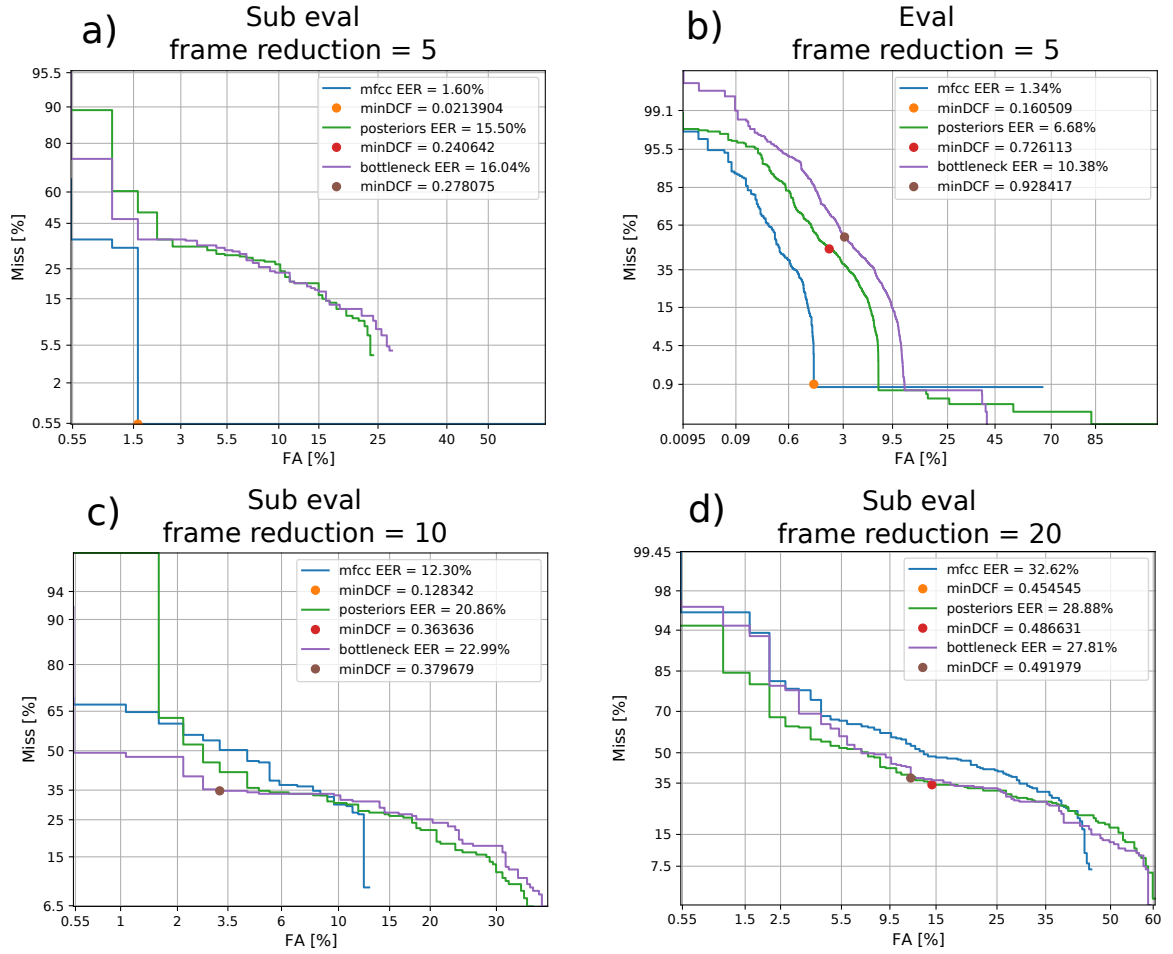 a)
Sub eval
frame reduction = 5
Miss [%]
95.5
90
80
60
45
25
15
5.5
2
0.55
mfcc EER = 1.60%
minDCF = 0.0213904
posteriors EER = 15.50%
minDCF = 0.240642
bottleneck EER = 16.04%
minDCF = 0.278075
0.55 1.5 3 5.5 10 15 25 40 50
FA [%]
b)
Eval
frame reduction = 5
Miss [%]
99.1
95.5
85
65
35
15
4.5
0.9
mfcc EER = 1.34%
minDCF = 0.160509
posteriors EER = 6.68%
minDCF = 0.726113
bottleneck EER = 10.38%
minDCF = 0.928417
0.0095 0.09 0.6 3 9.5 25 45 70 85
FA [%]
c)
Sub eval
frame reduction = 10
Miss [%]
94
90
80
65
50
35
25
15
6.5
mfcc EER = 12.30%
minDCF = 0.128342
posteriors EER = 20.86%
minDCF = 0.363636
bottleneck EER = 22.99%
minDCF = 0.379679
0.55 1 2 3.5 6 10 15 20 30
FA [%]
d)
Sub eval
frame reduction = 20
Miss [%]
99.45
98
94
85
70
50
35
15
7.5
mfcc EER = 32.62%
minDCF = 0.454545
posteriors EER = 28.88%
minDCF = 0.486631
bottleneck EER = 27.81%
minDCF = 0.491979
0.55 1.5 2.5 5.5 9.5 15 25 35 50 60
FA [%]